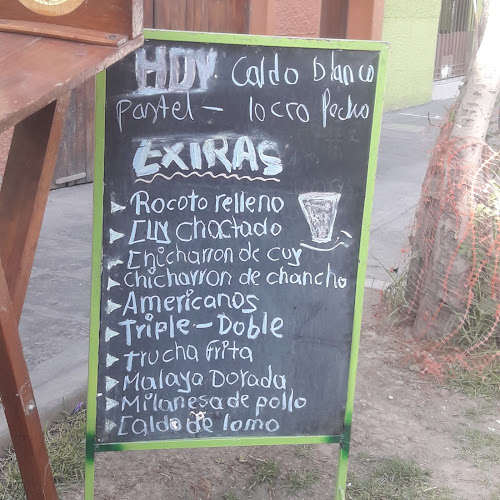 HOY Caldo blanco
pastel - locro Pecho
EXTRAS
Rocoto relleno
CUY Chactado
Chicharron de cuy
chicharron de chancho
Americanos
Triple - Doble
Trucha frita
Malaya Dorada
Milanesa de pollo
Caldo de lomo